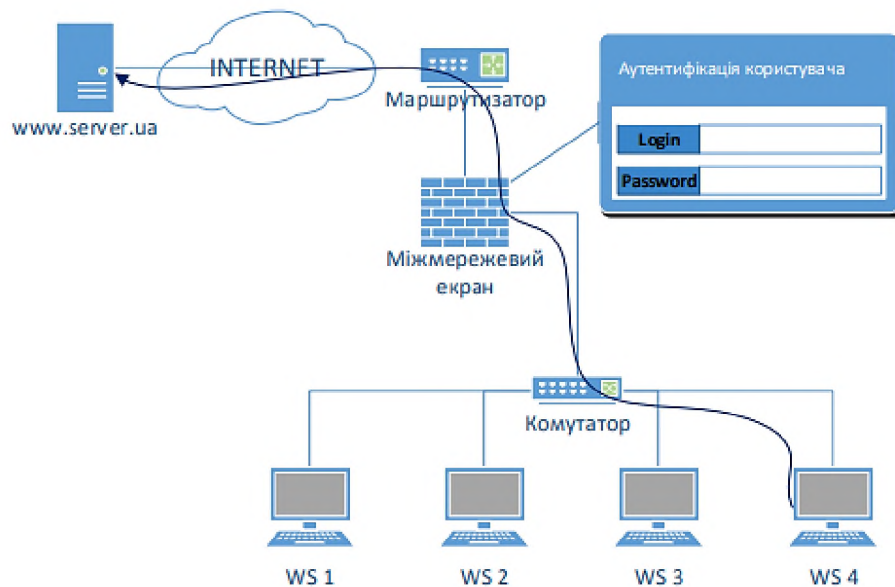 INTERNET
www.server.ua
Маршрутизатор
Аутентифікація користувача
Login
Password
Міжмережевий
екран
Комутатор
WS 1
WS 2
WS 3
WS 4